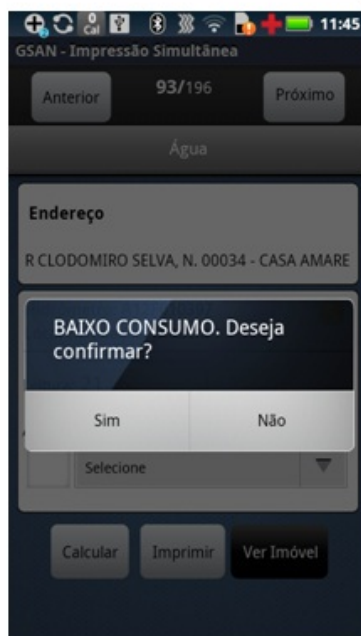 11:45
GSAN - Impressão Simultânea
Anterior
93/196
Próximo
Água
Endereço
R CLODOMIRO SELVA, N. 00034 - CASA AMARE
BAIXO CONSUMO. Deseja
confirmar?
Sim
Não
Selecione
Calcular
Imprimir
Ver Imóvel